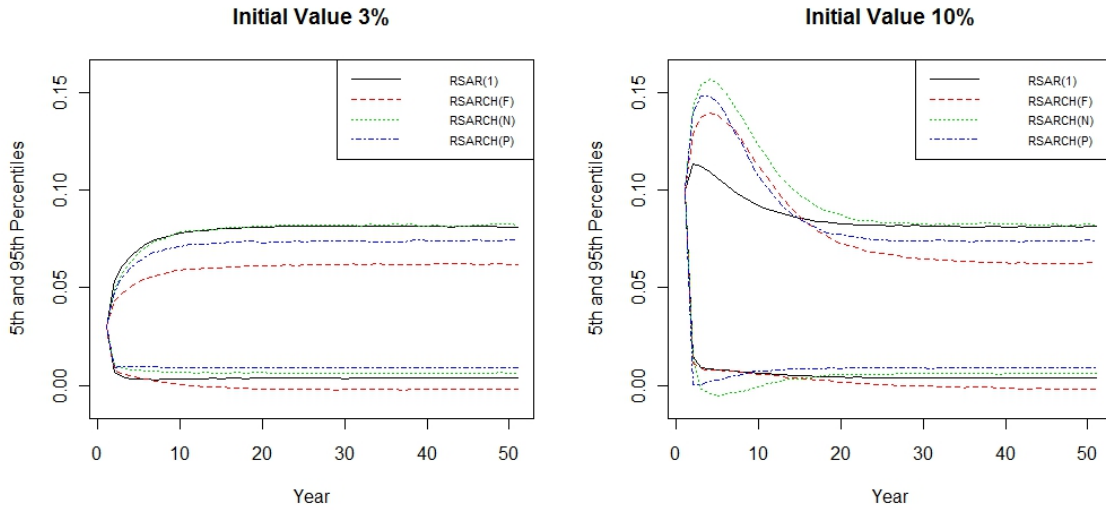 Initial Value 3%
5th and 95th Percentiles
0.15
0.10
0.05
0.00
RSAR(1)
RSARCH(F)
RSARCH(N)
RSARCH(P)
0 10 20 30 40 50
Year
Initial Value 10%
5th and 95th Percentiles
0.15
0.10
0.05
0.00
RSAR(1)
RSARCH(F)
RSARCH(N)
RSARCH(P)
0 10 20 30 40 50
Year